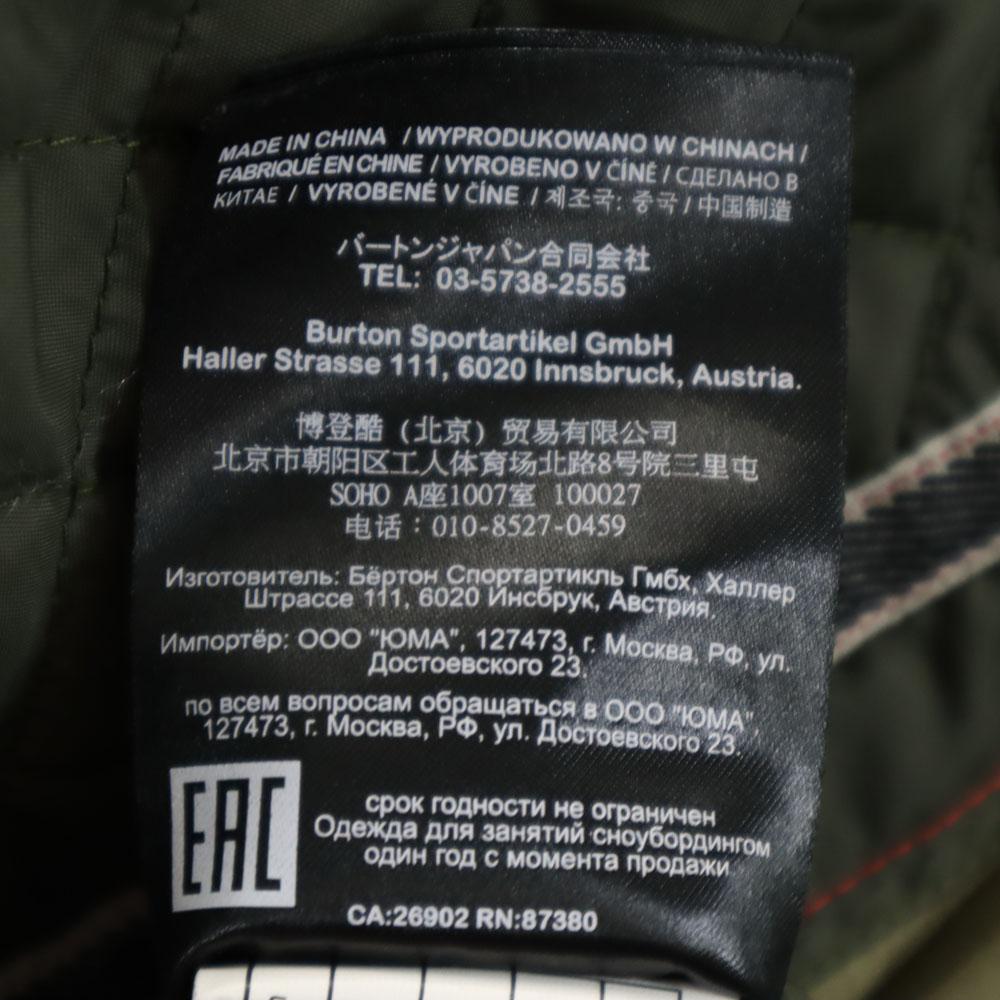 MADE IN CHINA / WYPRODUKOWANO W CHINACH /
FABRIQUÉ EN CHINE / VYROBENO V ČÍNĚ / СДЕЛАНО В
КИТАЕ / VYROBENÉ V ČÍNE / 제조국: 중국 / 中国制造
バートンジャパン合同会社
TEL: 03-5738-2555
Burton Sportartikel GmbH
Haller Strasse 111, 6020 Innsbruck, Austria.
博登酷（北京）贸易有限公司
北京市朝阳区工人体育场北路8号院三里屯
SOHO A座1007室 100027
电话：010-8527-0459
Изготовитель: Бёртон Спортартикль Гмбх, Халлер
Штрассе 111, 6020 Инсбрук, Австрия.
Импортёр: ООО "ЮМА", 127473, г. Москва, РФ, ул.
Достоевского 23.
по всем вопросам обращаться в ООО "ЮМА",
127473, г. Москва, РФ, ул. Достоевского 23.
EAC
срок годности не ограничен
Одежда для занятий сноубордингом
один год с момента продажи
CA:26902 RN:87380